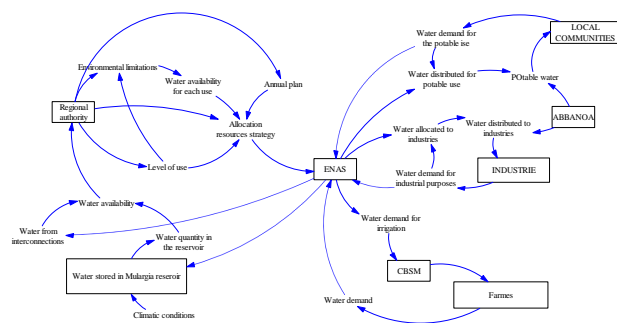 LOCAL
COMMUNITIES
Water demand for
the potable ise
Environmental limitations
Water availability
for each use
Annual plan
Water distributed for
potable use
POtable water
Regional
authority
Allocation
resources strategy
ABBANOA
Water allocated to
industries
Water distributed to
industries
Level of use
ENAS
Water demand for
industrial purposes
INDUSTRIE
Water availability
Water from
interconnections
Water quantity in
the reservoir
Water demand for
irrigation
CBSM
Water stored in Mulargia reseroir
Farmes
Water demand
Climatic conditions